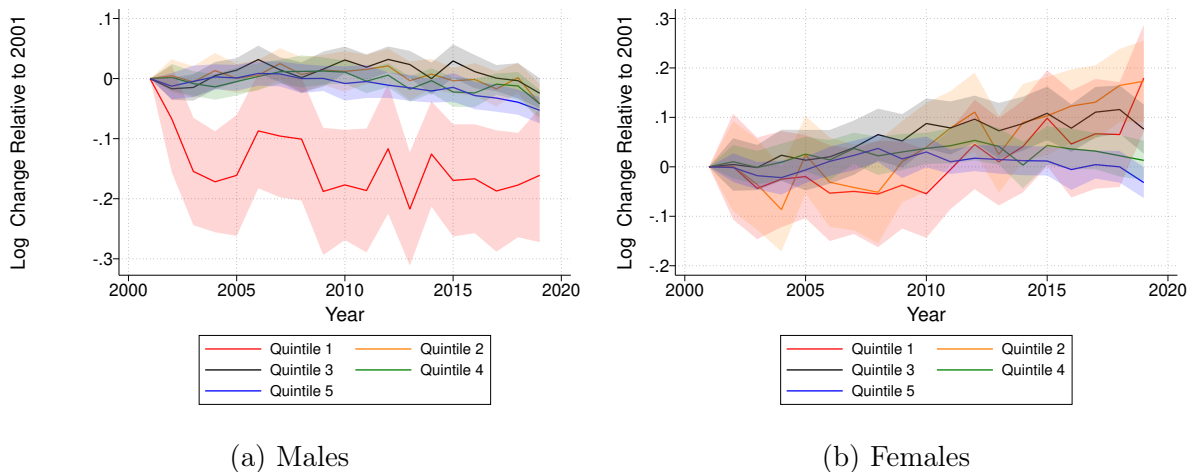 Log Change Relative to 2001
.1
0
-.1
-.2
-.3
2000 2005 2010 2015 2020
Year
Quintile 1 Quintile 2
Quintile 3 Quintile 4
Quintile 5
(a) Males
Log Change Relative to 2001
.3
.2
.1
0
-.1
-.2
2000 2005 2010 2015 2020
Year
Quintile 1 Quintile 2
Quintile 3 Quintile 4
Quintile 5
(b) Females